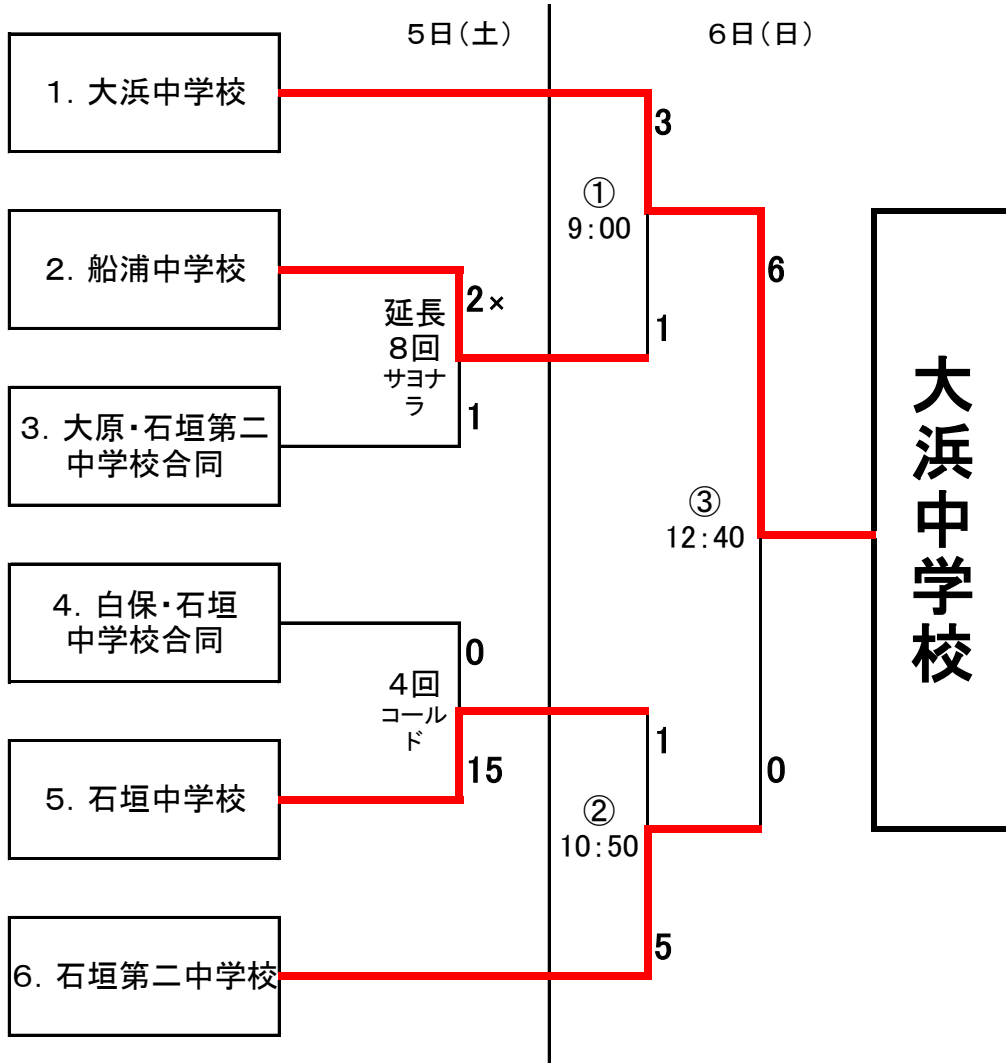 5日(土)
6日(日)
1. 大浜中学校
3
①
9:00
2. 船浦中学校
6
2×
延長
8回
サヨナ
ラ
1
1
3. 大原・石垣第二
中学校合同
大浜中学校
③
12:40
4. 白保・石垣
中学校合同
0
4回
コール
ド
1
15
0
5. 石垣中学校
②
10:50
5
6. 石垣第二中学校